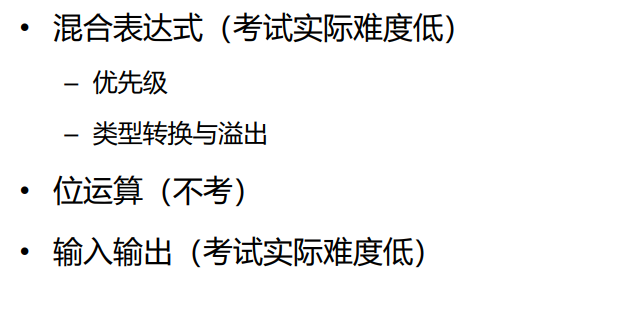 • 混合表达式（考试实际难度低）
– 优先级
– 类型转换与溢出
• 位运算（不考）
• 输入输出（考试实际难度低）